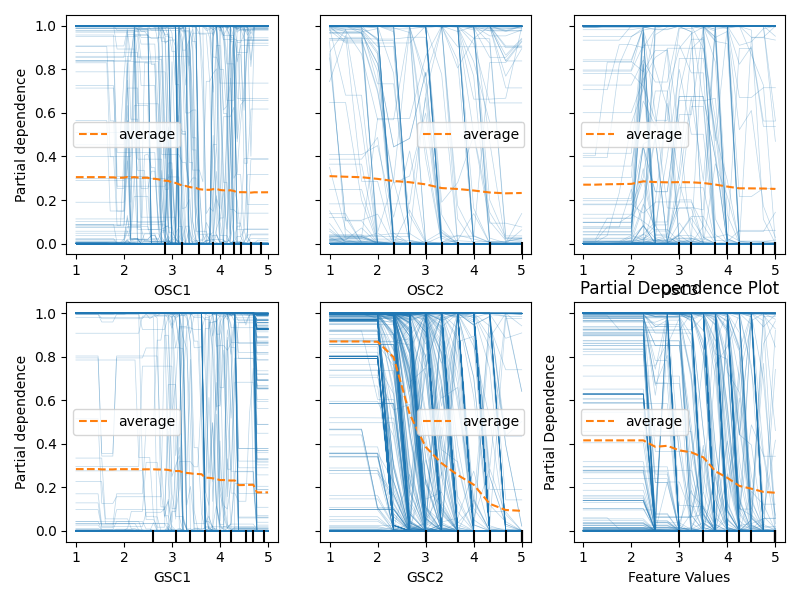 1.0
0.8
0.6
0.4
0.2
0.0
Partial dependence
average
1 2 3 4 5
OSC1
average
1 2 3 4 5
OSC2
average
1 2 3 4 5
OSC3
Partial Dependence Plot
1.0
0.8
0.6
0.4
0.2
0.0
Partial dependence
average
1 2 3 4 5
GSC1
average
1 2 3 4 5
GSC2
Partial Dependence
average
1 2 3 4 5
Feature Values